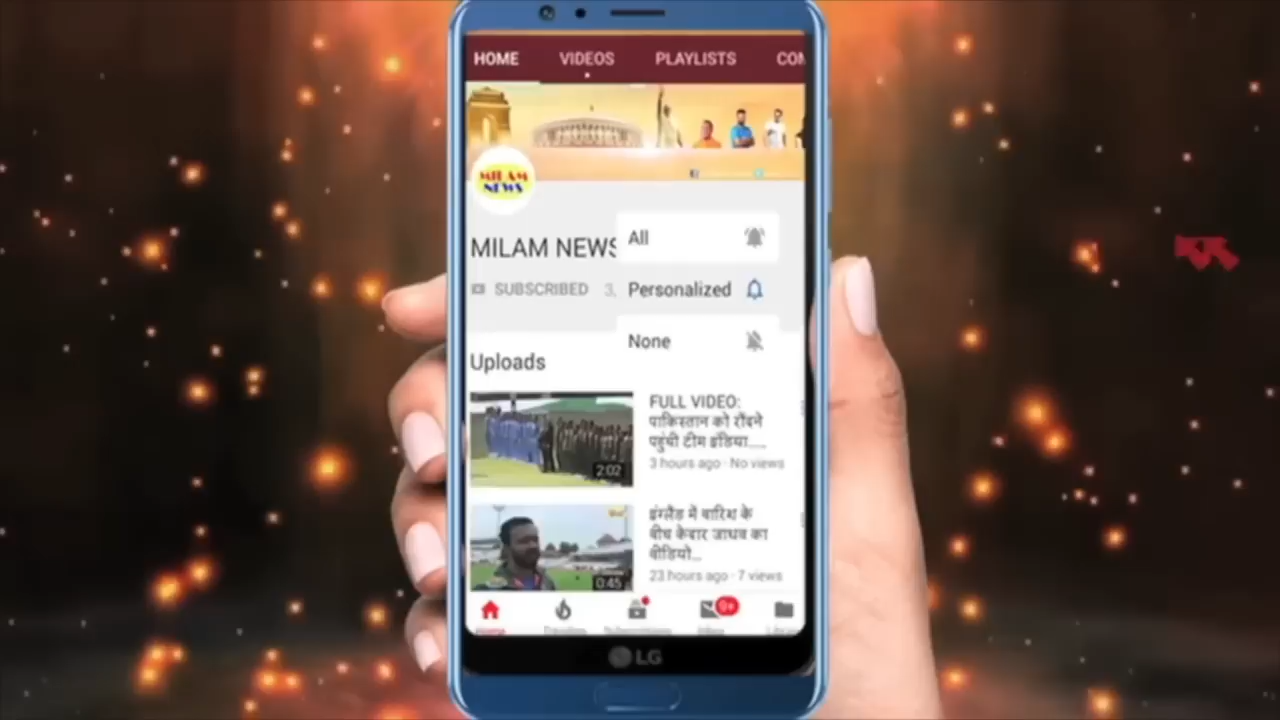 HOME VIDEOS PLAYLISTS
MILAM
NEWS
MILAM NEWS
All
SUBSCRIBED
Personalized
None
Uploads
FULL VIDEO:
पाकिस्तान को रौंदने
पहुंची टीम इंडिया.....
3 hours ago · No views
2:02
इंग्लैंड में बारिश के
बीच केदार जाधव का
वीडियो...
23 hours ago · 7 views
0:45
9+
Home
LG